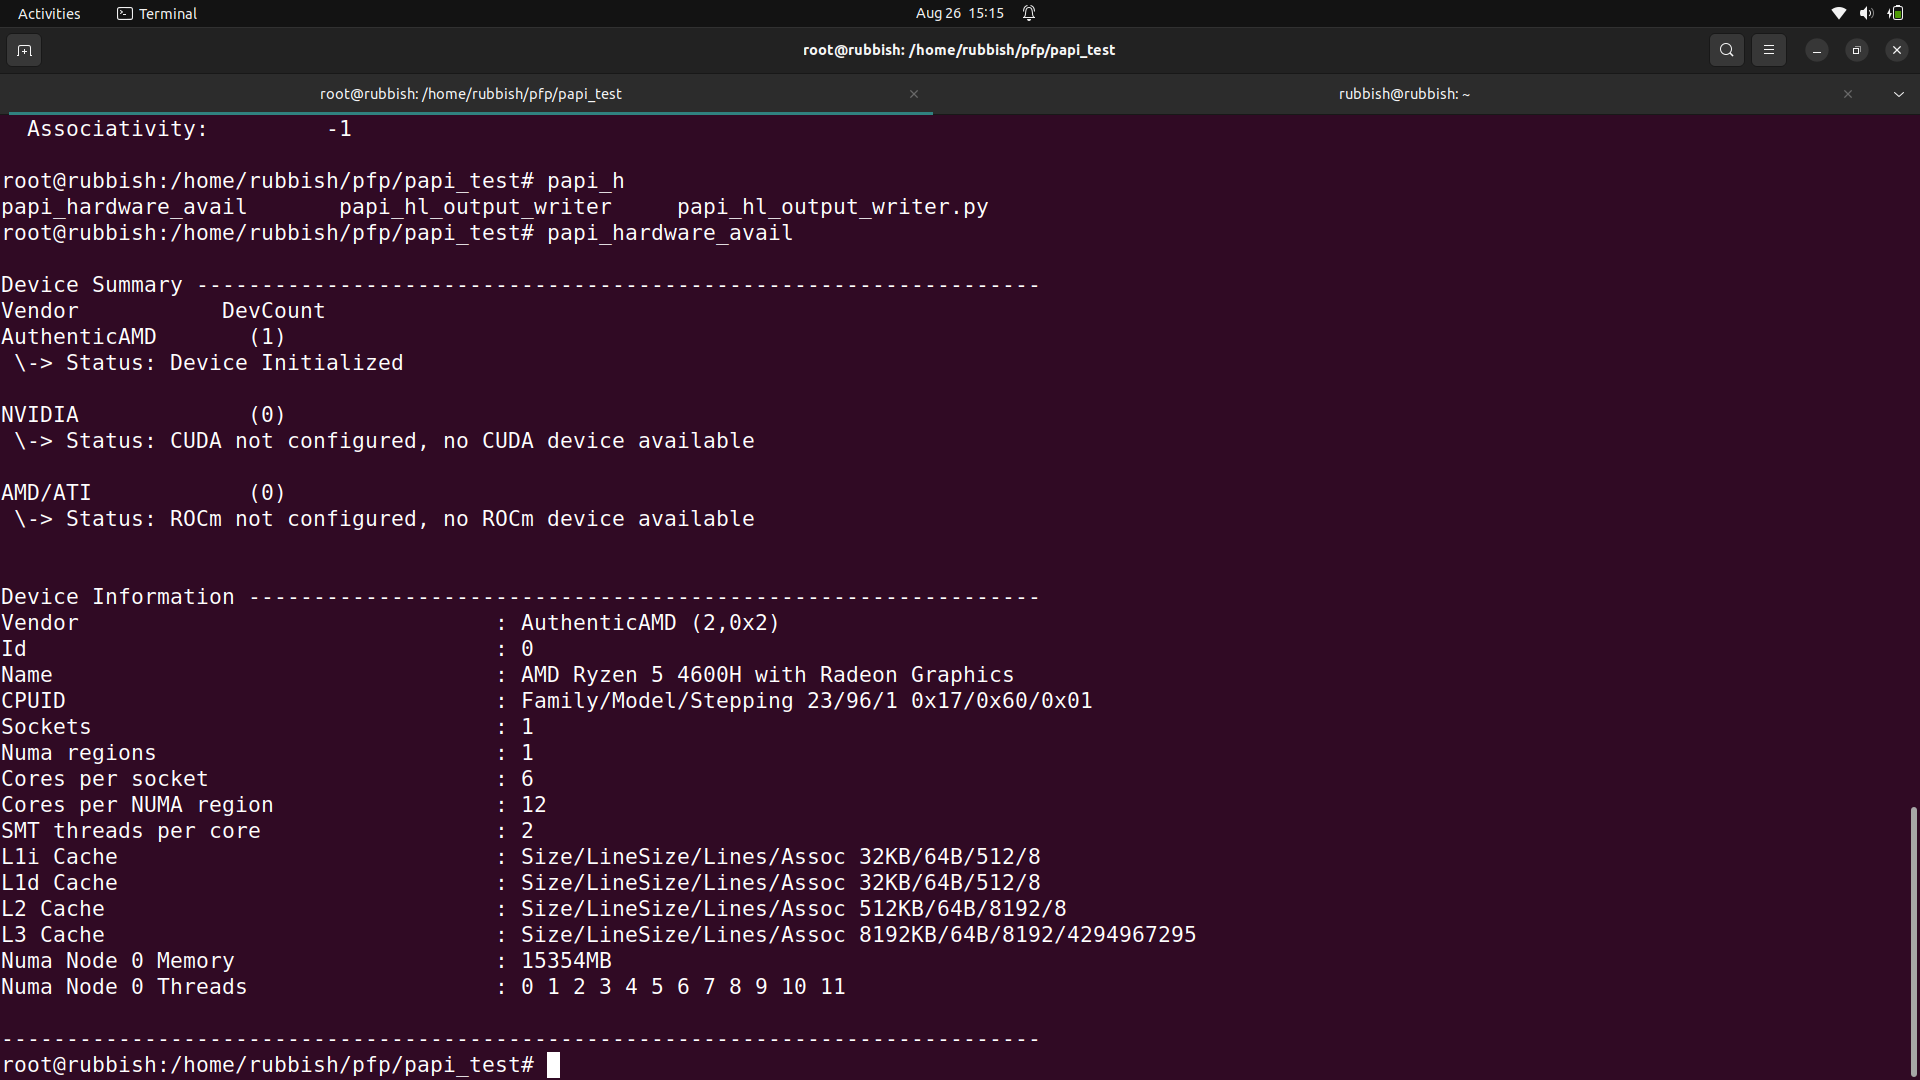 Activities Terminal Aug 26 15:15
root@rubbish: /home/rubbish/pfp/papi_test
root@rubbish: /home/rubbish/pfp/papi_test rubbish@rubbish: ~
Associativity: -1
root@rubbish:/home/rubbish/pfp/papi_test# papi_h
papi_hardware_avail papi_hl_output_writer papi_hl_output_writer.py
root@rubbish:/home/rubbish/pfp/papi_test# papi_hardware_avail
Device Summary -----------------------------------------------------------------
Vendor DevCount
AuthenticAMD (1)
\-> Status: Device Initialized
NVIDIA (0)
\-> Status: CUDA not configured, no CUDA device available
AMD/ATI (0)
\-> Status: ROCm not configured, no ROCm device available
Device Information -------------------------------------------------------------
Vendor : AuthenticAMD (2,0x2)
Id : 0
Name : AMD Ryzen 5 4600H with Radeon Graphics
CPUID : Family/Model/Stepping 23/96/1 0x17/0x60/0x01
Sockets : 1
Numa regions : 1
Cores per socket : 6
Cores per NUMA region : 12
SMT threads per core : 2
L1i Cache : Size/LineSize/Lines/Assoc 32KB/64B/512/8
L1d Cache : Size/LineSize/Lines/Assoc 32KB/64B/512/8
L2 Cache : Size/LineSize/Lines/Assoc 512KB/64B/8192/8
L3 Cache : Size/LineSize/Lines/Assoc 8192KB/64B/8192/4294967295
Numa Node 0 Memory : 15354MB
Numa Node 0 Threads : 0 1 2 3 4 5 6 7 8 9 10 11
--------------------------------------------------------------------------------
root@rubbish:/home/rubbish/pfp/papi_test#